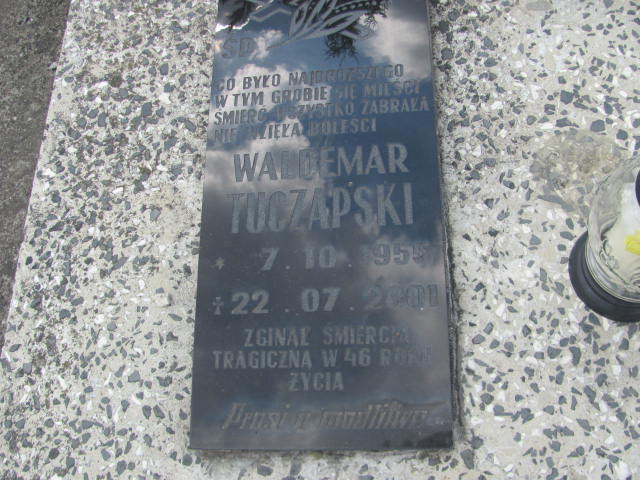 ŚP
CO BYŁO NAJDROŻSZEGO
W TYM GROBIE SIĘ MIEŚCI
ŚMIERĆ WSZYSTKO ZABRAŁA
NIE WZIĘŁA BOLEŚCI
WALDEMAR
TUCZAPSKI
* 7.10.1955
†22.07.2001
ZGINĄŁ ŚMIERCIĄ
TRAGICZNĄ W 46 ROKU
ŻYCIA
Prosi o modlitwę